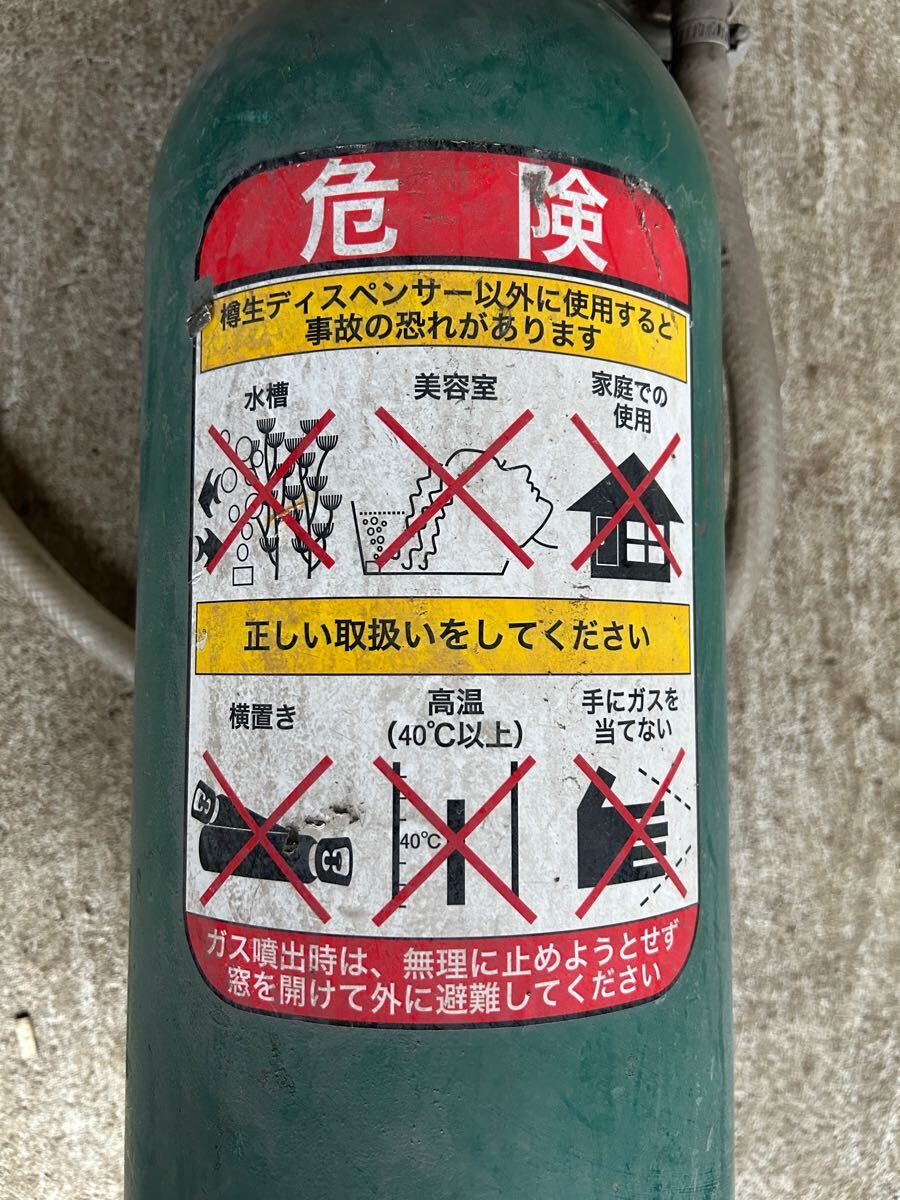 危険
樽生ディスペンサー以外に使用すると
事故の恐れがあります
水槽
美容室
家庭での
使用
正しい取扱いをしてください
横置き
高温
(40℃以上)
手にガスを
当てない
40℃
ガス噴出時は、無理に止めようとせず
窓を開けて外に避難してください